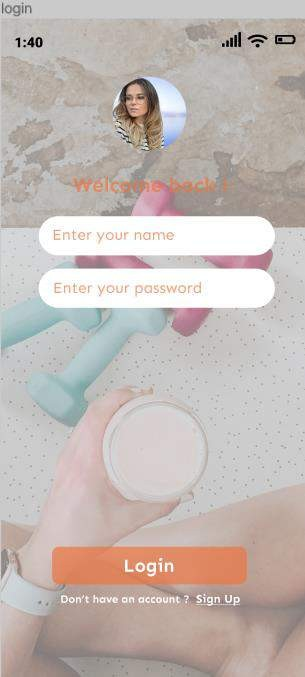 login
1:40
Welcome back !
Enter your name
Enter your password
Login
Don't have an account ? Sign Up